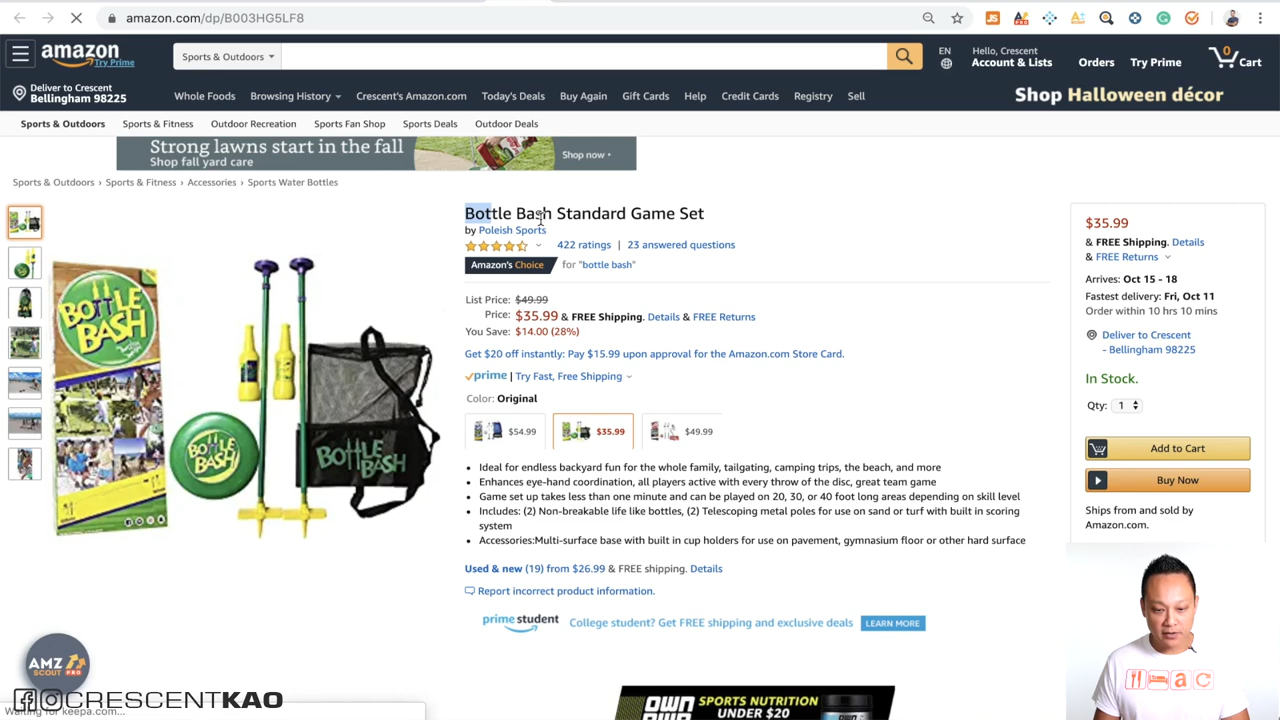 amazon.com/dp/B003HG5LF8
amazon
Try Prime
Sports & Outdoors
EN
Hello, Crescent
Account & Lists
Orders
Try Prime
0
Cart
Deliver to Crescent
Bellingham 98225
Whole Foods
Browsing History
Crescent's Amazon.com
Today's Deals
Buy Again
Gift Cards
Help
Credit Cards
Registry
Sell
Shop Halloween décor
Sports & Outdoors
Sports & Fitness
Outdoor Recreation
Sports Fan Shop
Sports Deals
Outdoor Deals
Strong lawns start in the fall
Shop fall yard care
Shop now
Sports & Outdoors › Sports & Fitness › Accessories › Sports Water Bottles
Bottle Bash Standard Game Set
by Poleish Sports
422 ratings | 23 answered questions
Amazon's Choice for "bottle bash"
List Price: $49.99
Price: $35.99 & FREE Shipping. Details & FREE Returns
You Save: $14.00 (28%)
Get $20 off instantly: Pay $15.99 upon approval for the Amazon.com Store Card.
prime | Try Fast, Free Shipping
Color: Original
$54.99
$35.99
$49.99
Ideal for endless backyard fun for the whole family, tailgating, camping trips, the beach, and more
Enhances eye-hand coordination, all players active with every throw of the disc, great team game
Game set up takes less than one minute and can be played on 20, 30, or 40 foot long areas depending on skill level
Includes: (2) Non-breakable life like bottles, (2) Telescoping metal poles for use on sand or turf with built in scoring
system
Accessories:Multi-surface base with built in cup holders for use on pavement, gymnasium floor or other hard surface
Used & new (19) from $26.99 & FREE shipping. Details
Report incorrect product information.
prime student
College student? Get FREE shipping and exclusive deals
LEARN MORE
$35.99
& FREE Shipping. Details
& FREE Returns
Arrives: Oct 15 - 18
Fastest delivery: Fri, Oct 11
Order within 10 hrs 10 mins
Deliver to Crescent
- Bellingham 98225
In Stock.
Qty: 1
Add to Cart
Buy Now
Ships from and sold by
Amazon.com.
BOTTLE
BASH
BOTTLE
BASH
BOTTLE
BASH
AMZ
SCOUT PRO
CRESCENTKAO
Waiting for keepa.com...
OWN
SPORTS NUTRITION
UNDER $20
a